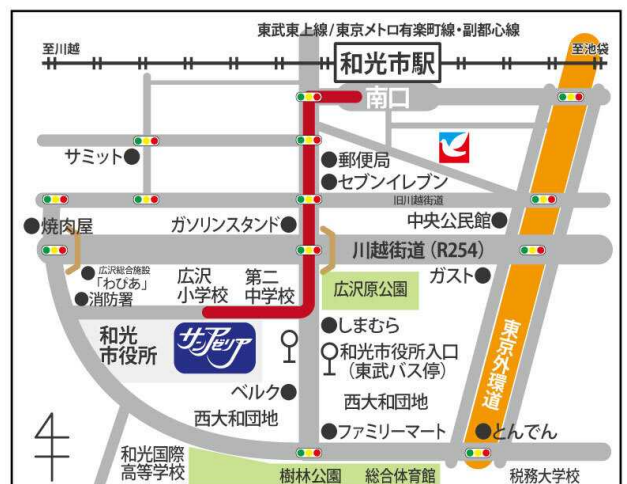 東武東上線/東京メトロ有楽町線・副都心線
至川越
至池袋
和光市駅
南口
サミット
郵便局
セブンイレブン
旧川越街道
焼肉屋
ガソリンスタンド
中央公民館
川越街道(R254)
広沢総合施設
「わぴあ」
消防署
広沢
小学校
第二
中学校
広沢原公園
ガスト
和光
市役所
サンアゼリア
しまむら
和光市役所入口
(東武バス停)
東京外環道
ベルク
西大和団地
西大和団地
ファミリーマート
とんでん
和光国際
高等学校
樹林公園
総合体育館
税務大学校